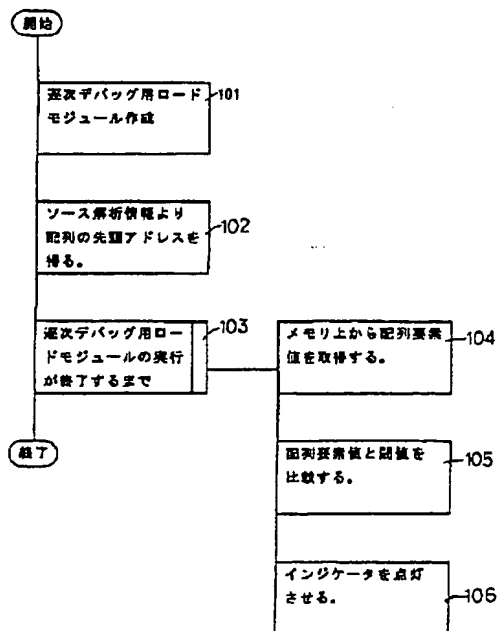 開始
逐次デバッグ用ロード
モジュール作成
101
ソース解析情報より
配列の先頭アドレスを
得る。
102
逐次デバッグ用ロー
ドモジュールの実行
が終了するまで
103
終了
メモリ上から配列要素
値を取得する。
104
配列要素値と閾値を
比較する。
105
インジケータを点灯
させる。
106